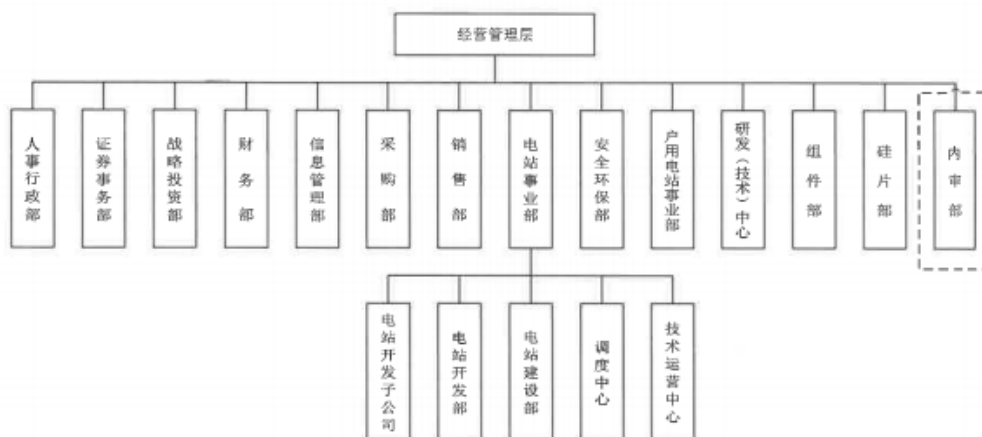 经营管理层
人事行政部
证券事务部
战略投资部
财务部
信息管理部
采购部
销售部
电站事业部
安全环保部
户用电站事业部
研发（技术）中心
组件部
硅片部
内审部
电站开发子公司
电站开发部
电站建设部
调度中心
技术运营中心